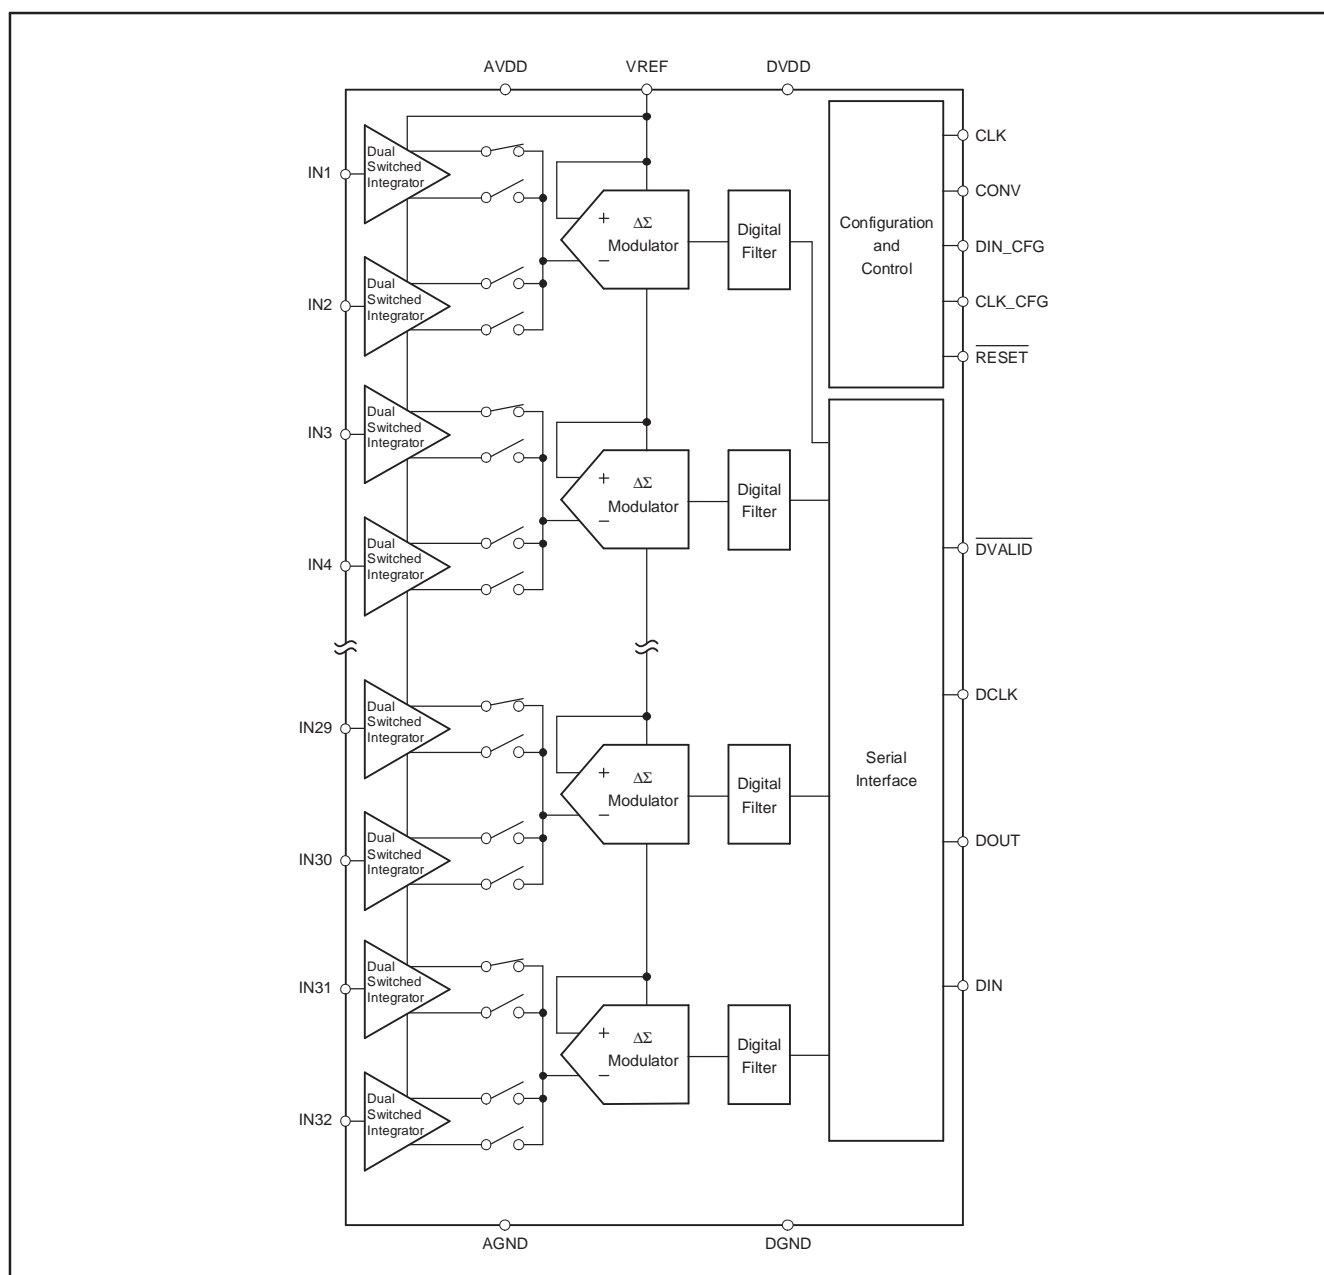 AVDD VREF DVDD
CLK
CONV
DIN_CFG
CLK_CFG
RESET
Configuration
and
Control
IN1
Dual
Switched
Integrator
IN2
Dual
Switched
Integrator
+
ΔΣ
Modulator
−
Digital
Filter
IN3
Dual
Switched
Integrator
IN4
Dual
Switched
Integrator
+
ΔΣ
Modulator
−
Digital
Filter
IN29
Dual
Switched
Integrator
IN30
Dual
Switched
Integrator
+
ΔΣ
Modulator
−
Digital
Filter
IN31
Dual
Switched
Integrator
IN32
Dual
Switched
Integrator
+
ΔΣ
Modulator
−
Digital
Filter
Serial
Interface
DVALID
DCLK
DOUT
DIN
AGND DGND